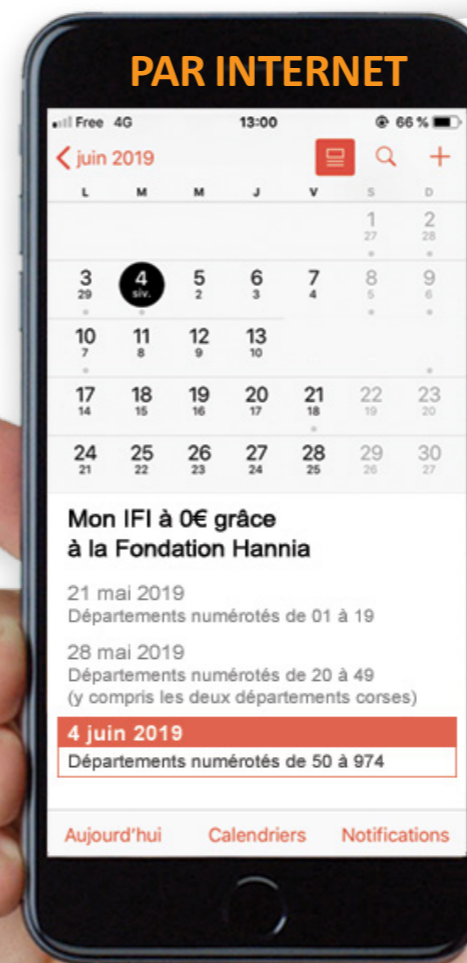 PAR INTERNET
Free 4G 13:00 66 %
juin 2019
L M M J V S D
1 2
27 28
3 4 5 6 7 8 9
29 siv. 2 3 4 5 6
10 11 12 13
7 8 9 10
17 18 19 20 21 22 23
14 15 16 17 18 19 20
24 25 26 27 28 29 30
21 22 23 24 25 26 27
Mon IFI à 0€ grâce
à la Fondation Hannia
21 mai 2019
Départements numérotés de 01 à 19
28 mai 2019
Départements numérotés de 20 à 49
(y compris les deux départements corses)
4 juin 2019
Départements numérotés de 50 à 974
Aujourd'hui Calendriers Notifications